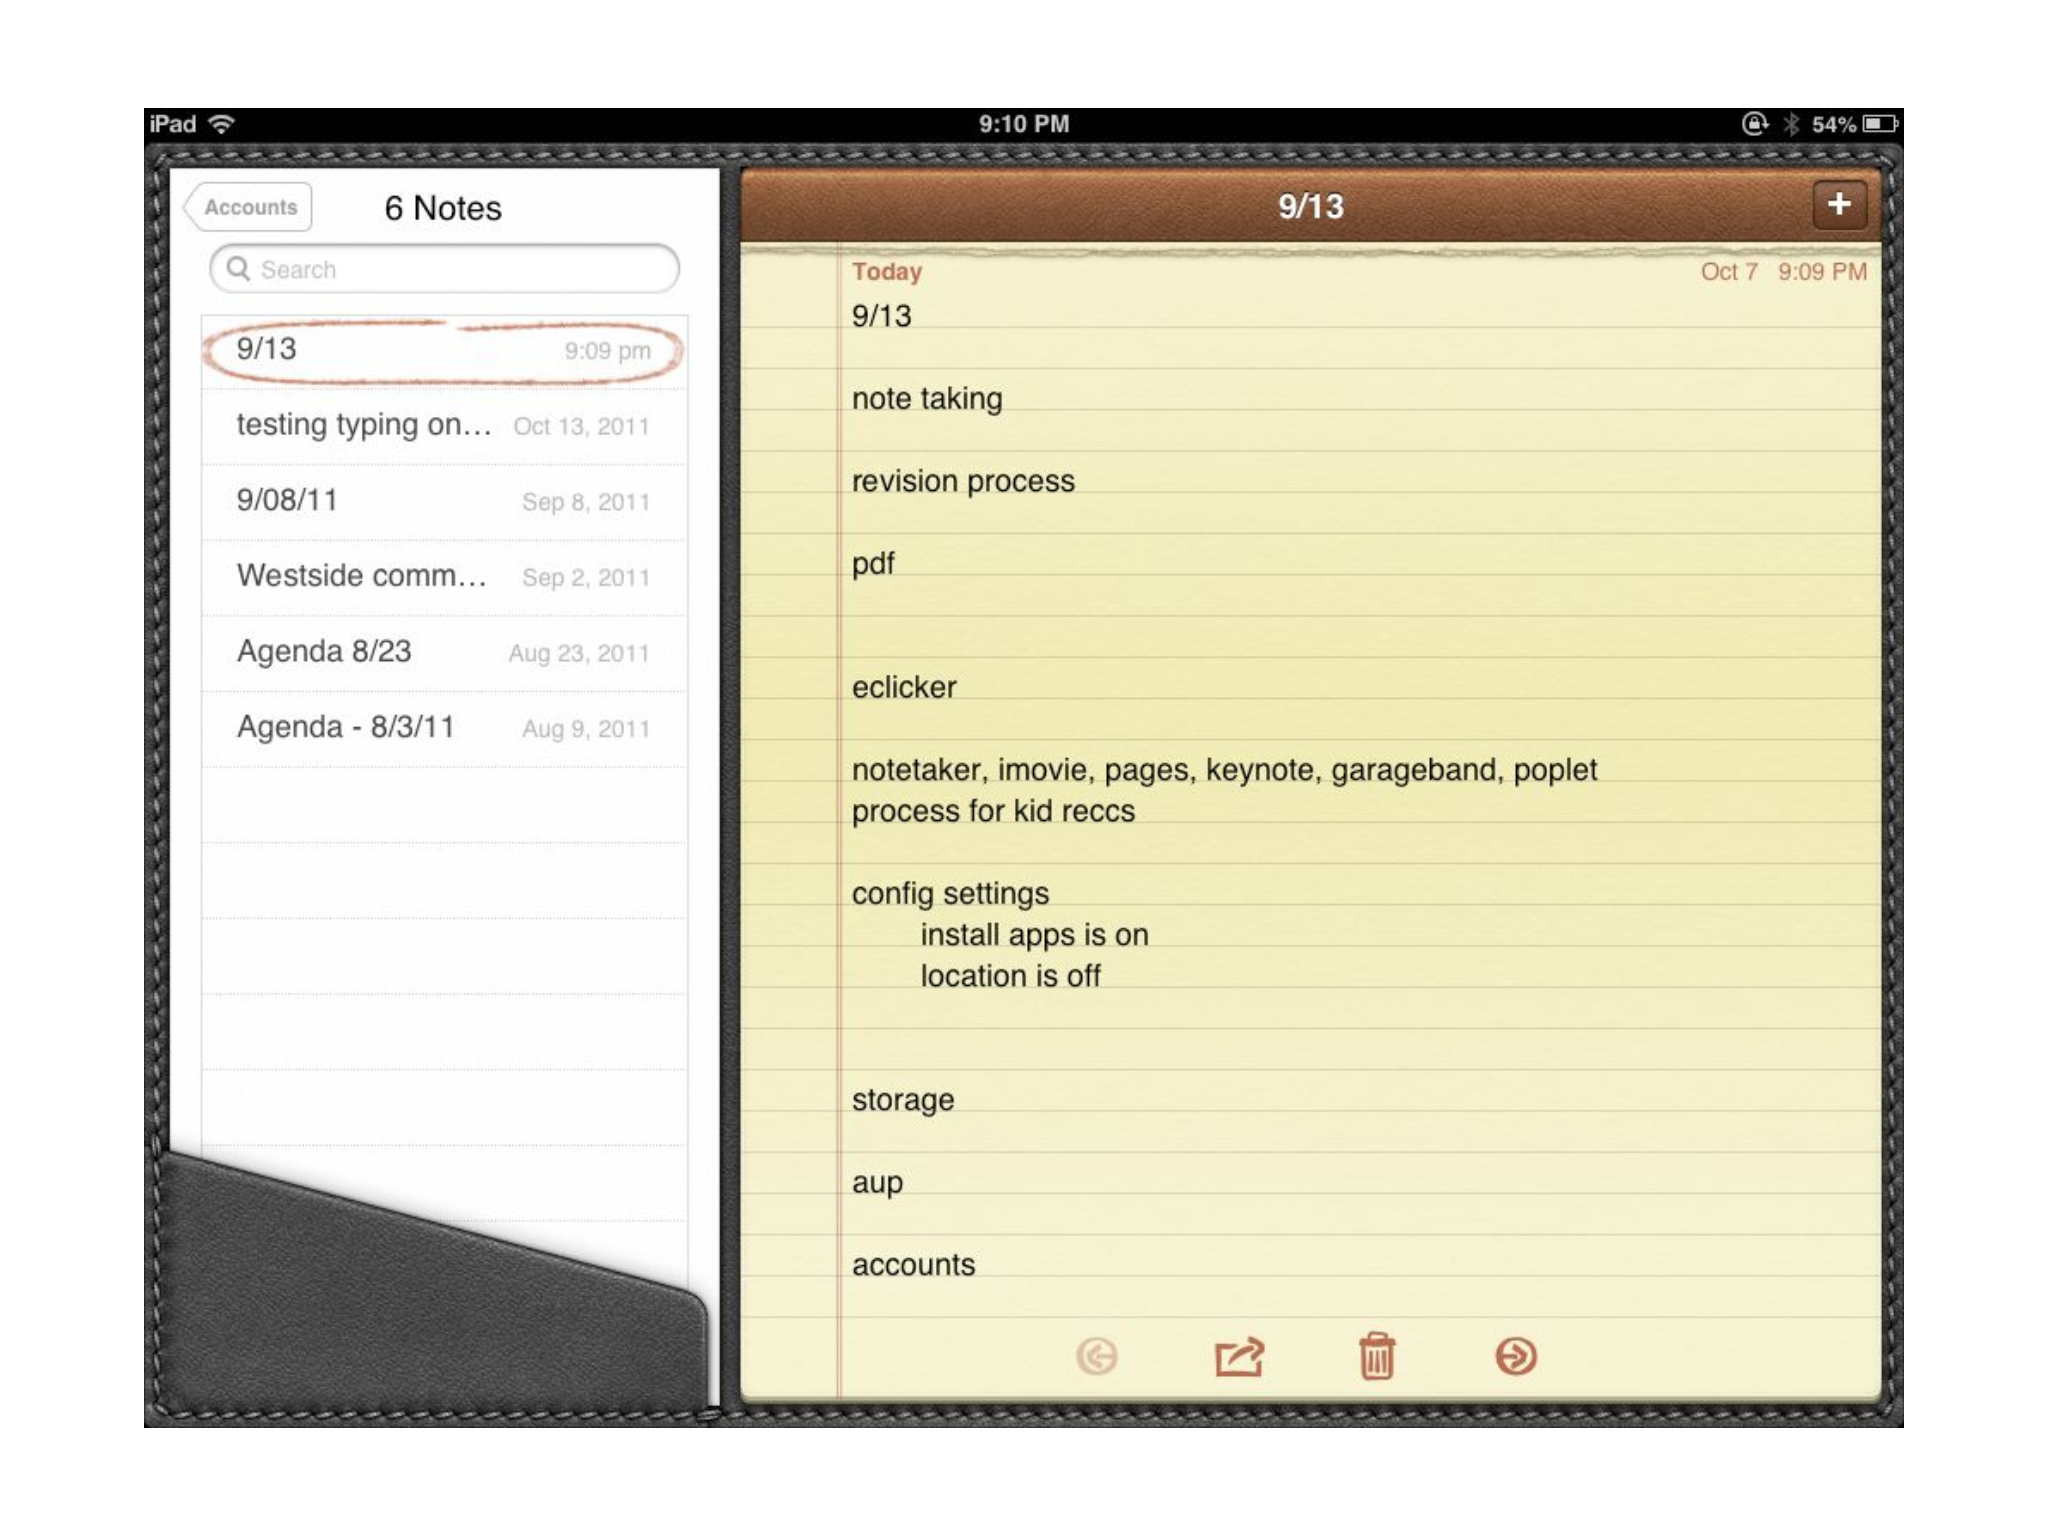 iPad 9:10 PM 54%
Accounts 6 Notes
Search
9/13 9:09 pm
testing typing on... Oct 13, 2011
9/08/11 Sep 8, 2011
Westside comm... Sep 2, 2011
Agenda 8/23 Aug 23, 2011
Agenda - 8/3/11 Aug 9, 2011
9/13 +
Today Oct 7 9:09 PM
9/13
note taking
revision process
pdf
eclicker
notetaker, imovie, pages, keynote, garageband, poplet
process for kid reccs
config settings
install apps is on
location is off
storage
aup
accounts